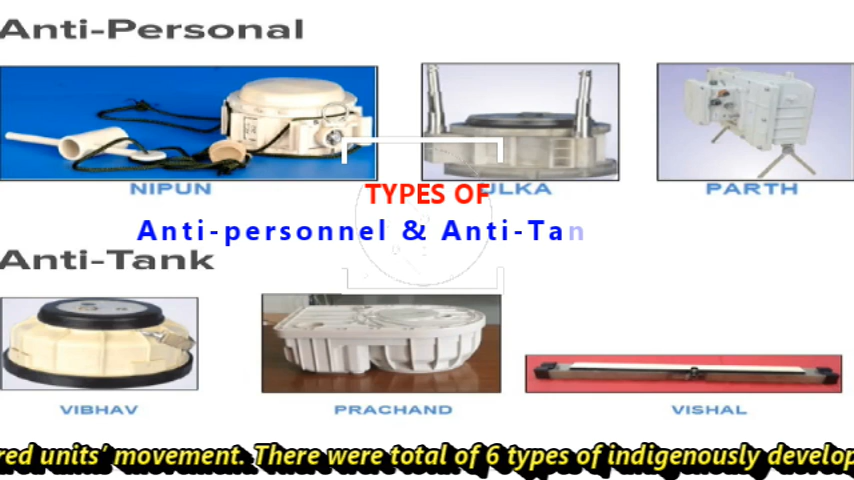 Anti-Personal
NIPUN ULKA PARTH
TYPES OF
Anti-personnel & Anti-Tan
Anti-Tank
VIBHAV PRACHAND VISHAL
red units' movement. There were total of 6 types of indigenously develop